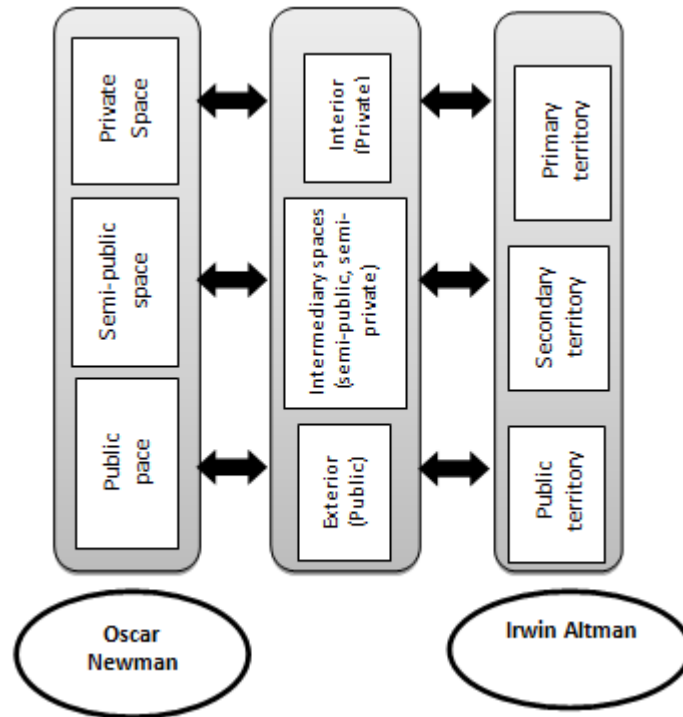 Private
Space
Semi-public
space
Public
pace
Interior
(Private)
Intermediary spaces
(semi-public, semi-
private)
Exterior
(Public)
Primary
territory
Secondary
territory
Public
territory
Oscar
Newman
Irwin Altman